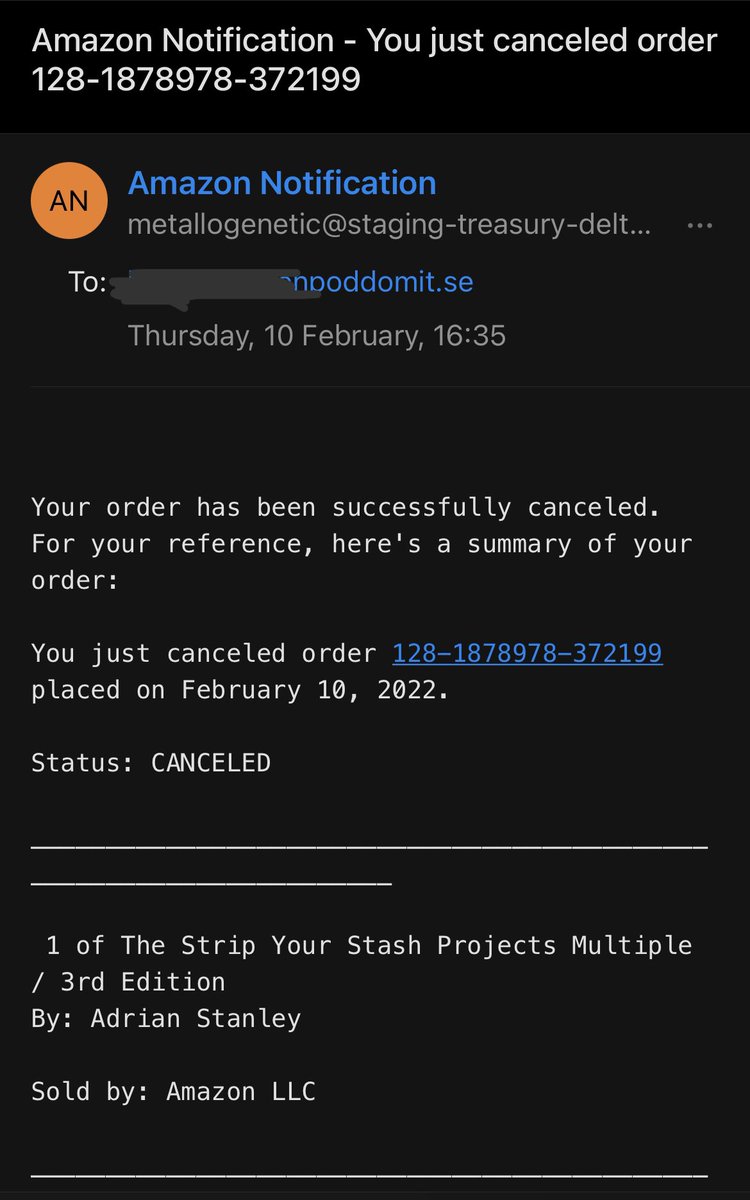 Amazon Notification - You just canceled order
128-1878978-372199
AN
Amazon Notification
metallogenetic@staging-treasury-delt...
To: npoddomit.se
Thursday, 10 February, 16:35
Your order has been successfully canceled.
For your reference, here's a summary of your
order:
You just canceled order 128-1878978-372199
placed on February 10, 2022.
Status: CANCELED
1 of The Strip Your Stash Projects Multiple
/ 3rd Edition
By: Adrian Stanley
Sold by: Amazon LLC